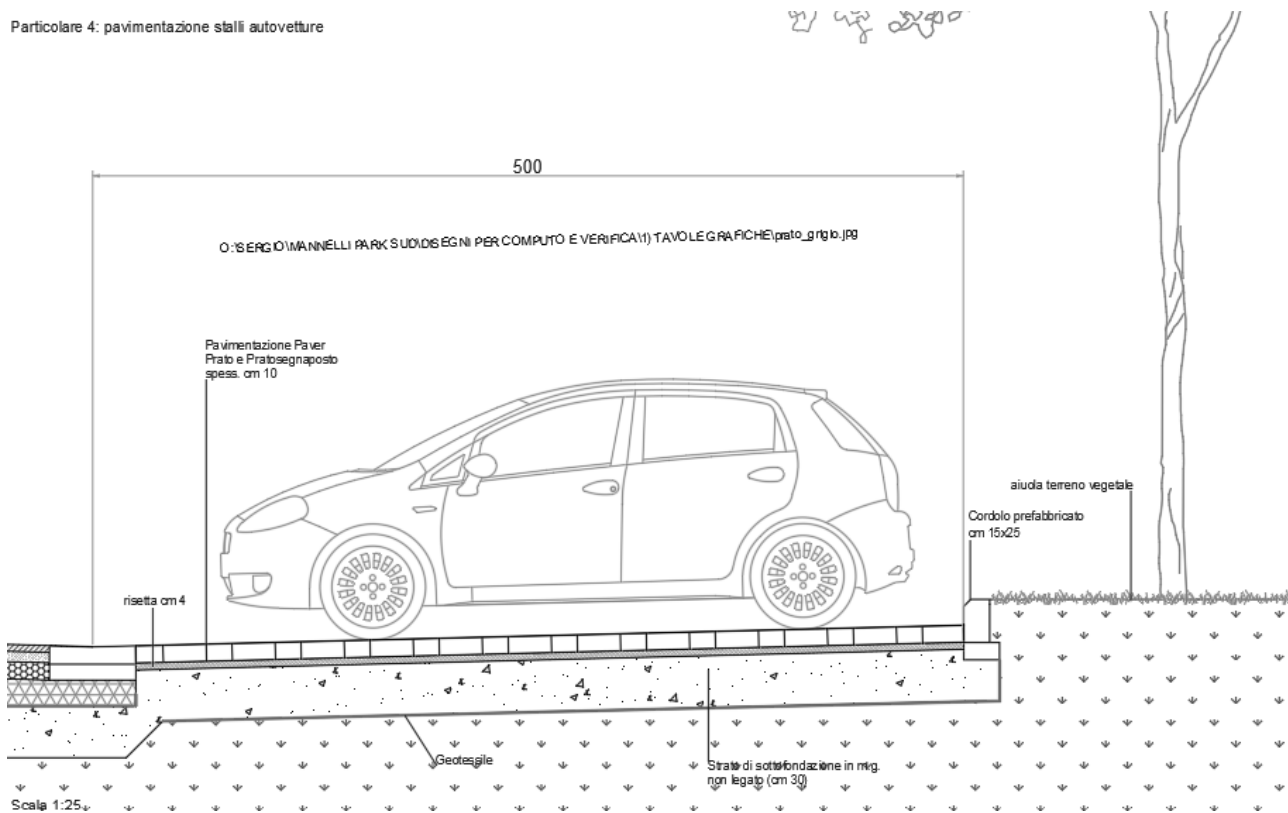 Particolare 4: pavimentazione stalli autovetture
500
O:\SERGIO\MANNELLI PARK SUD\DISEGNI PER COMPUTO E VERIFICA\1) TAVOLE GRAFICHE\prato_grigio.jpg
Pavimentazione Paver
Prato e Pratosegnaposto
spess. cm 10
aiuola terreno vegetale
Cordolo prefabbricato
cm 15x25
risetta cm 4
Geotessile
Strato di sottofondazione in m.g.
non legato (cm 30)
Scala 1:25